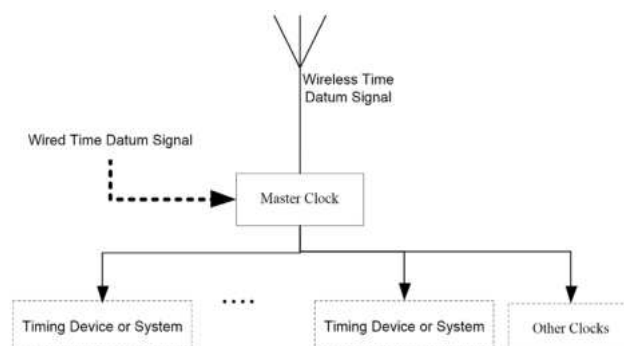 Wireless Time
Datum Signal
Wired Time Datum Signal
Master Clock
....
Timing Device or System
Timing Device or System
Other Clocks